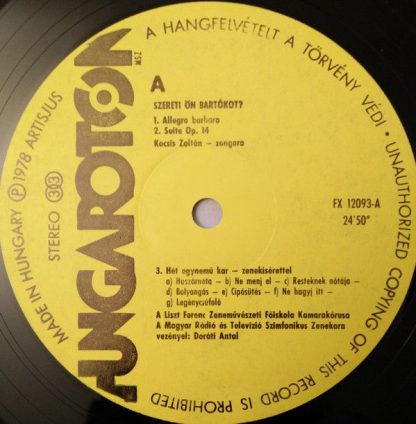 A HANGFELVÉTELT A TÖRVÉNY VÉDI • UNAUTHORIZED COPYING OF THIS RECORD IS PROHIBITED
MADE IN HUNGARY Ⓟ 1978 ARTISJUS
STEREO 33
HUNGAROTON
MSZ
A
SZERETI ÖN BARTÓKOT?
1. Allegro barbaro
2. Suite Op. 14
Kocsis Zoltán – zongora
FX 12093-A
24'50"
3. Hét egynemű kar – zenekísérettel
a) Huszárnóta – b) Ne menj el – c) Resteknek nótája –
d) Bolyongás – e) Cipósütés – f) Ne hagyj itt –
g) Legénycsúfoló
A Liszt Ferenc Zeneművészeti Főiskola Kamarakórusa
A Magyar Rádió és Televízió Szimfonikus Zenekara
vezényel: Doráti Antal